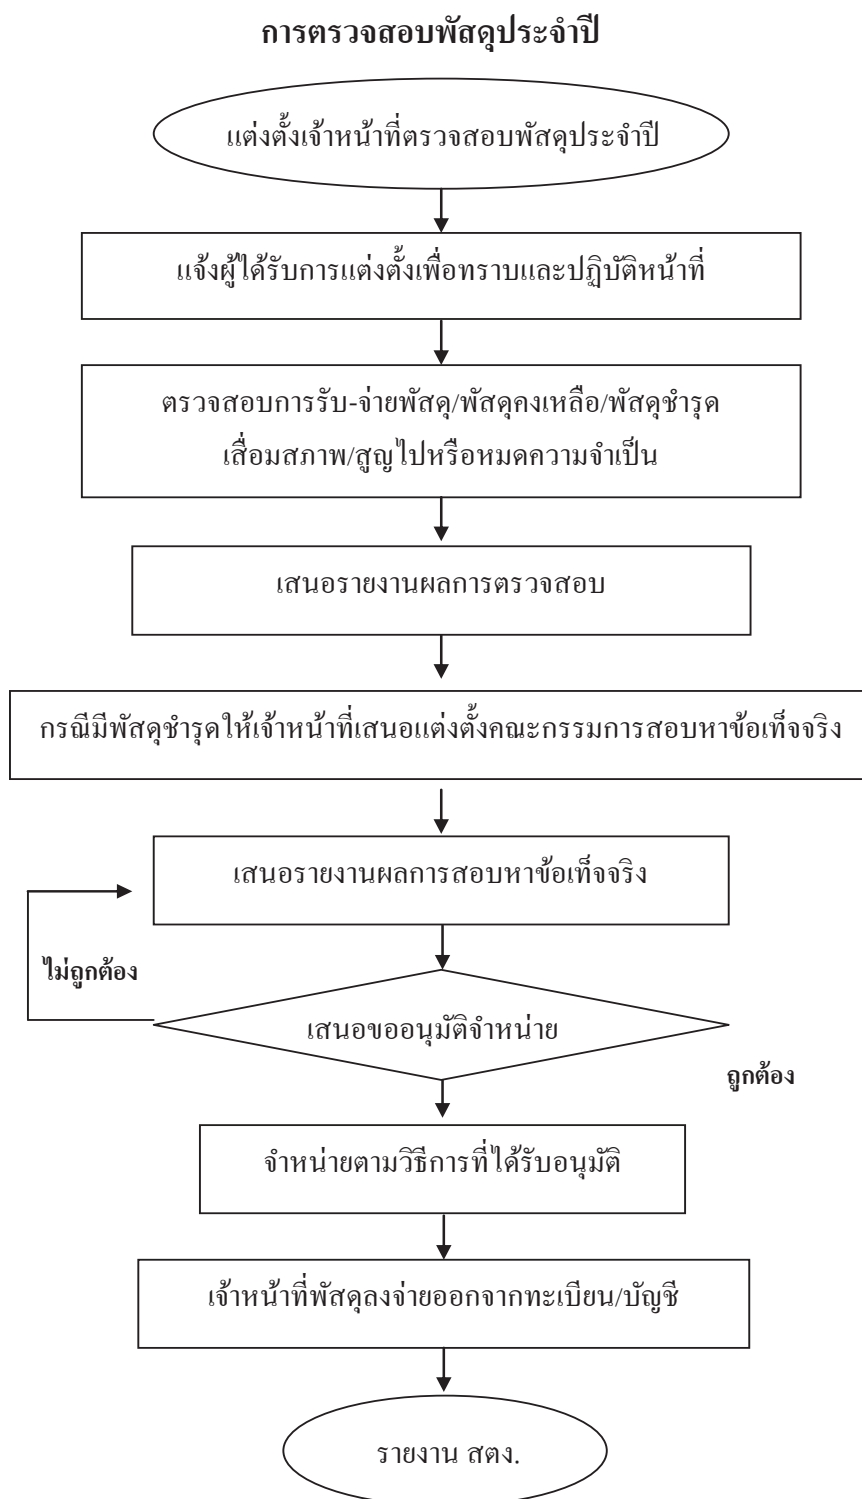 การตรวจสอบพัสดุประจำปี
แต่งตั้งเจ้าหน้าที่ตรวจสอบพัสดุประจำปี
แจ้งผู้ได้รับการแต่งตั้งเพื่อทราบและปฏิบัติหน้าที่
ตรวจสอบการรับ-จ่ายพัสดุ/พัสดุคงเหลือ/พัสดุชำรุด
เสื่อมสภาพ/สูญไปหรือหมดความจำเป็น
เสนอรายงานผลการตรวจสอบ
กรณีมีพัสดุชำรุดให้เจ้าหน้าที่เสนอแต่งตั้งคณะกรรมการสอบหาข้อเท็จจริง
เสนอรายงานผลการสอบหาข้อเท็จจริง
ไม่ถูกต้อง
เสนอขออนุมัติจำหน่าย
ถูกต้อง
จำหน่ายตามวิธีการที่ได้รับอนุมัติ
เจ้าหน้าที่พัสดุลงจ่ายออกจากทะเบียน/บัญชี
รายงาน สตง.